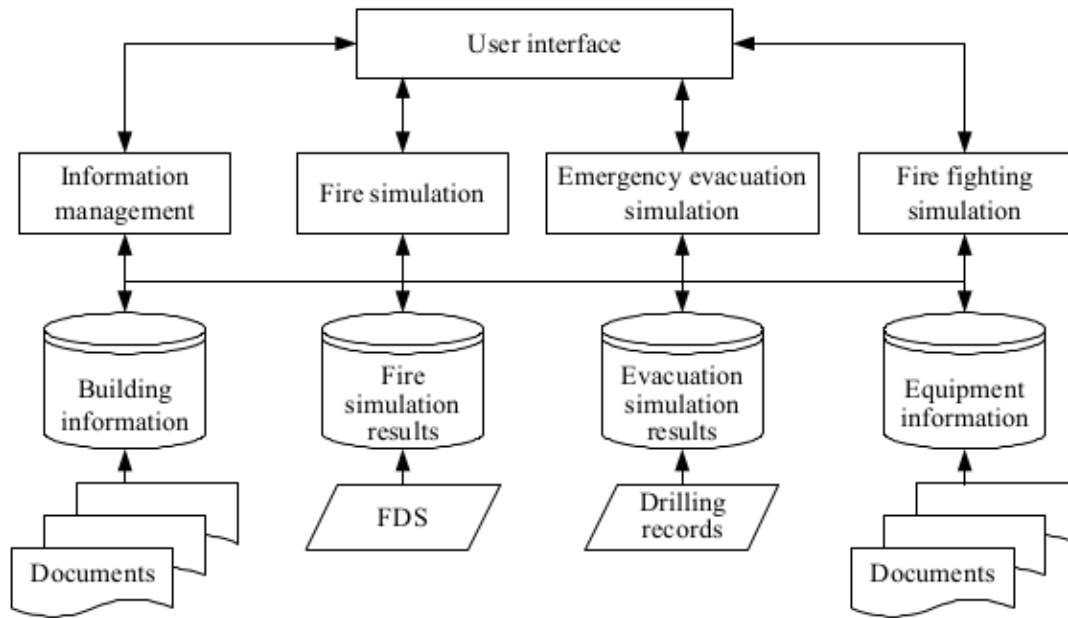 User interface
Information
management
Fire simulation
Emergency evacuation
simulation
Fire fighting
simulation
Building
information
Fire
simulation
results
Evacuation
simulation
results
Equipment
information
Documents
FDS
Drilling
records
Documents